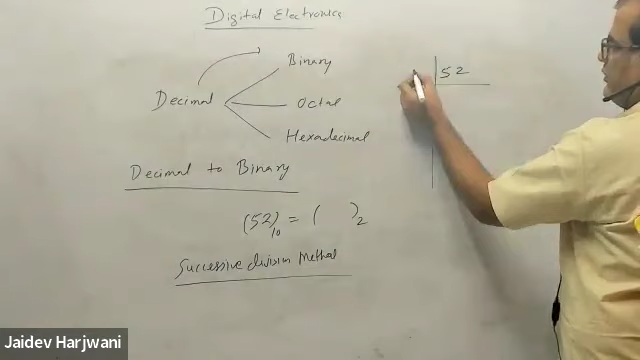 Digital Electronics
Binary
Decimal
Octal
Hexadecimal
52
Decimal to Binary
(52)10 = ( )2
Successive division Method
Jaidev Harjwani